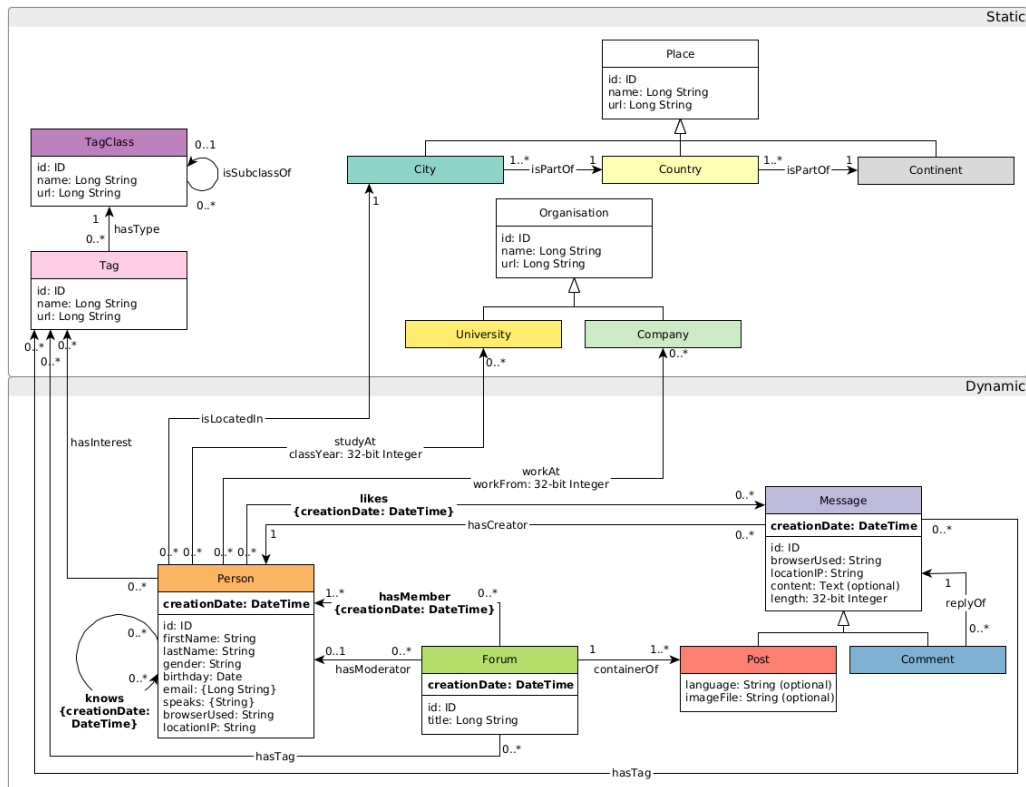 Static
Place
id: ID
name: Long String
url: Long String
TagClass
id: ID
name: Long String
url: Long String
0..1
isSubclassOf
0..*
City
1..*
isPartOf
1
Country
1..*
isPartOf
1
Continent
1
hasType
0..*
1
Organisation
id: ID
name: Long String
url: Long String
Tag
id: ID
name: Long String
url: Long String
University
Company
0..*
0..*
0..*
0..*
0..*
Dynamic
isLocatedIn
hasInterest
studyAt
classYear: 32-bit Integer
workAt
workFrom: 32-bit Integer
likes
{creationDate: DateTime}
0..*
hasCreator
1
0..*
Message
creationDate: DateTime
id: ID
browserUsed: String
locationIP: String
content: Text (optional)
length: 32-bit Integer
0..*
1
replyOf
0..*
0..*
0..*
0..*
0..*
0..*
Person
creationDate: DateTime
id: ID
firstName: String
lastName: String
gender: String
birthday: Date
email: {Long String}
speaks: {String}
browserUsed: String
locationIP: String
0..*
0..*
knows
{creationDate:
DateTime}
1..*
hasMember
{creationDate: DateTime}
0..*
0..1
hasModerator
0..*
Forum
creationDate: DateTime
id: ID
title: Long String
1
containerOf
1..*
Post
language: String (optional)
imageFile: String (optional)
Comment
0..*
hasTag
hasTag